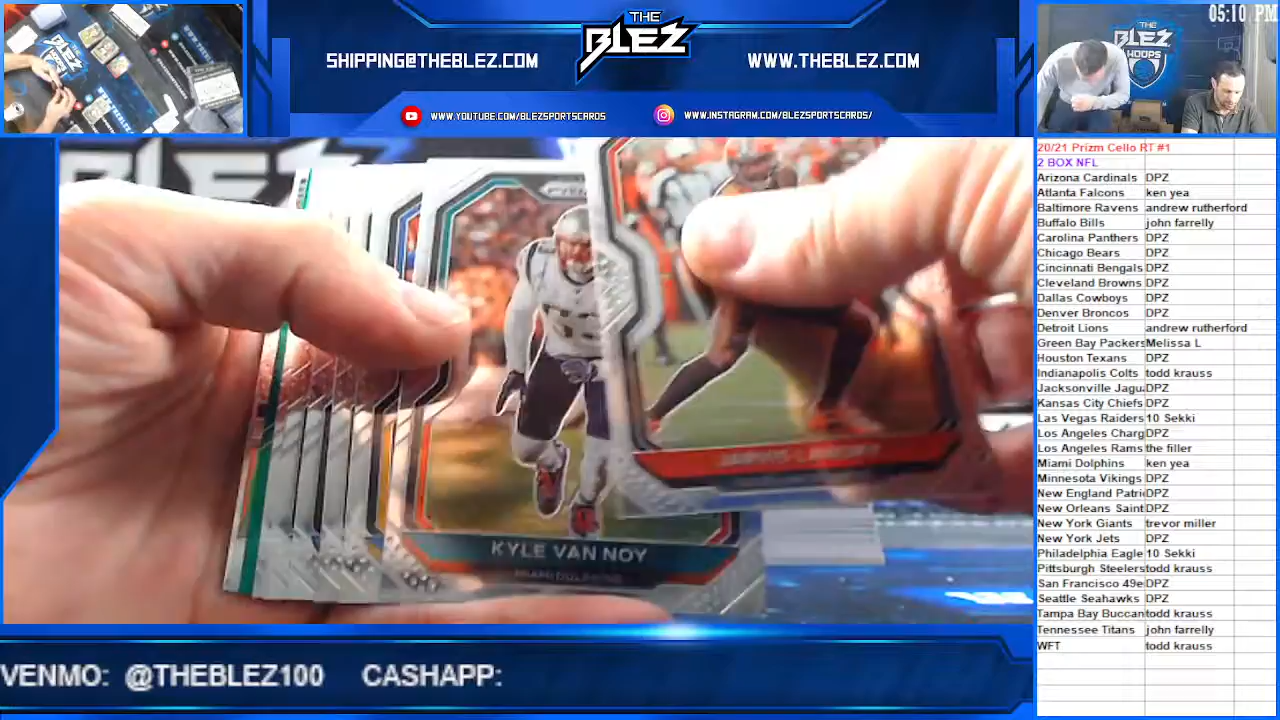 THE
BLEZ
SHIPPING@THEBLEZ.COM
WWW.THEBLEZ.COM
WWW.YOUTUBE.COM/BLEZSPORTSCARDS
WWW.INSTAGRAM.COM/BLEZSPORTSCARDS/
05:10 PM
THE
BLEZ
HOOPS
20/21 Prizm Cello RT #1
2 BOX NFL
Arizona Cardinals DPZ
Atlanta Falcons ken yea
Baltimore Ravens andrew rutherford
Buffalo Bills john farrelly
Carolina Panthers DPZ
Chicago Bears DPZ
Cincinnati Bengals DPZ
Cleveland Browns DPZ
Dallas Cowboys DPZ
Denver Broncos DPZ
Detroit Lions andrew rutherford
Green Bay Packers Melissa L
Houston Texans DPZ
Indianapolis Colts todd krauss
Jacksonville Jagu DPZ
Kansas City Chiefs DPZ
Las Vegas Raiders 10 Sekki
Los Angeles Charg DPZ
Los Angeles Rams the filler
Miami Dolphins ken yea
Minnesota Vikings DPZ
New England Patri DPZ
New Orleans Saint DPZ
New York Giants trevor miller
New York Jets DPZ
Philadelphia Eagle 10 Sekki
Pittsburgh Steelers todd krauss
San Francisco 49e DPZ
Seattle Seahawks DPZ
Tampa Bay Buccan todd krauss
Tennessee Titans john farrelly
WFT todd krauss
JARVIS LANDRY
KYLE VAN NOY
MIAMI DOLPHINS
VENMO: @THEBLEZ100 CASHAPP: